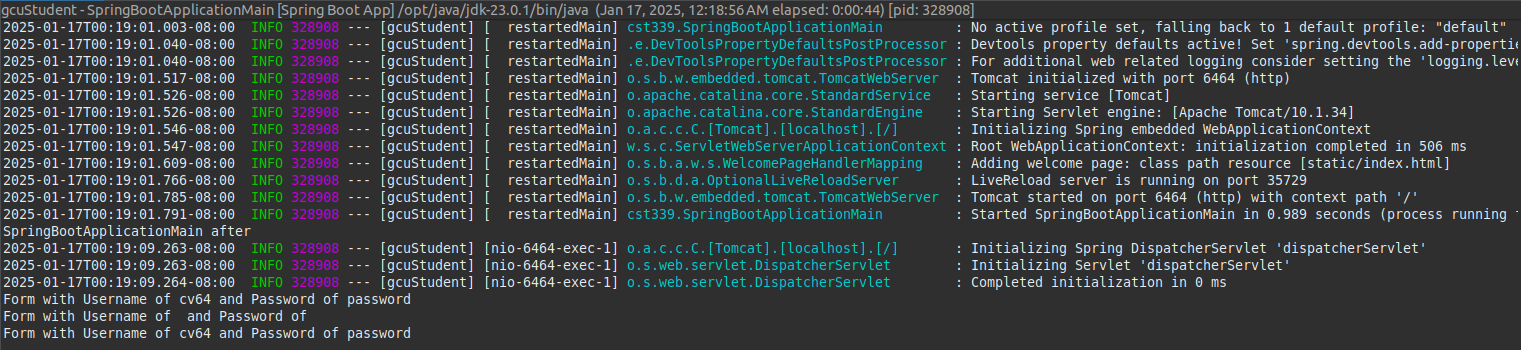 gcuStudent - SpringBootApplicationMain [Spring Boot App] /opt/java/jdk-23.0.1/bin/java (Jan 17, 2025, 12:18:56 AM elapsed: 0:00:44) [pid: 328908]
2025-01-17T00:19:01.003-08:00  INFO 328908 --- [gcuStudent] [  restartedMain] cst339.SpringBootApplicationMain         : No active profile set, falling back to 1 default profile: "default"
2025-01-17T00:19:01.040-08:00  INFO 328908 --- [gcuStudent] [  restartedMain] .e.DevToolsPropertyDefaultsPostProcessor : Devtools property defaults active! Set 'spring.devtools.add-propertie
2025-01-17T00:19:01.040-08:00  INFO 328908 --- [gcuStudent] [  restartedMain] .e.DevToolsPropertyDefaultsPostProcessor : For additional web related logging consider setting the 'logging.leve
2025-01-17T00:19:01.517-08:00  INFO 328908 --- [gcuStudent] [  restartedMain] o.s.b.w.embedded.tomcat.TomcatWebServer  : Tomcat initialized with port 6464 (http)
2025-01-17T00:19:01.526-08:00  INFO 328908 --- [gcuStudent] [  restartedMain] o.apache.catalina.core.StandardService   : Starting service [Tomcat]
2025-01-17T00:19:01.526-08:00  INFO 328908 --- [gcuStudent] [  restartedMain] o.apache.catalina.core.StandardEngine    : Starting Servlet engine: [Apache Tomcat/10.1.34]
2025-01-17T00:19:01.546-08:00  INFO 328908 --- [gcuStudent] [  restartedMain] o.a.c.c.C.[Tomcat].[localhost].[/]       : Initializing Spring embedded WebApplicationContext
2025-01-17T00:19:01.547-08:00  INFO 328908 --- [gcuStudent] [  restartedMain] w.s.c.ServletWebServerApplicationContext : Root WebApplicationContext: initialization completed in 506 ms
2025-01-17T00:19:01.609-08:00  INFO 328908 --- [gcuStudent] [  restartedMain] o.s.b.a.w.s.WelcomePageHandlerMapping    : Adding welcome page: class path resource [static/index.html]
2025-01-17T00:19:01.766-08:00  INFO 328908 --- [gcuStudent] [  restartedMain] o.s.b.d.a.OptionalLiveReloadServer       : LiveReload server is running on port 35729
2025-01-17T00:19:01.785-08:00  INFO 328908 --- [gcuStudent] [  restartedMain] o.s.b.w.embedded.tomcat.TomcatWebServer  : Tomcat started on port 6464 (http) with context path '/'
2025-01-17T00:19:01.791-08:00  INFO 328908 --- [gcuStudent] [  restartedMain] cst339.SpringBootApplicationMain         : Started SpringBootApplicationMain in 0.989 seconds (process running
SpringBootApplicationMain after
2025-01-17T00:19:09.263-08:00  INFO 328908 --- [gcuStudent] [nio-6464-exec-1] o.a.c.c.C.[Tomcat].[localhost].[/]       : Initializing Spring DispatcherServlet 'dispatcherServlet'
2025-01-17T00:19:09.263-08:00  INFO 328908 --- [gcuStudent] [nio-6464-exec-1] o.s.web.servlet.DispatcherServlet        : Initializing Servlet 'dispatcherServlet'
2025-01-17T00:19:09.264-08:00  INFO 328908 --- [gcuStudent] [nio-6464-exec-1] o.s.web.servlet.DispatcherServlet        : Completed initialization in 0 ms
Form with Username of cv64 and Password of password
Form with Username of  and Password of
Form with Username of cv64 and Password of password